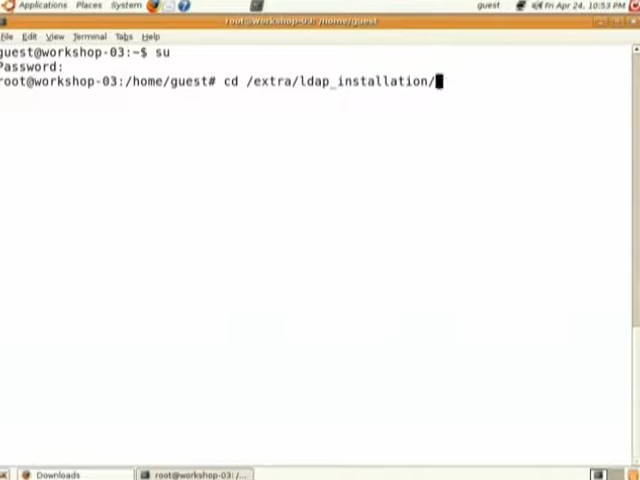 Applications Places System guest Fri Apr 24, 10:53 PM
root@workshop-03: /home/guest
File Edit View Terminal Tabs Help
guest@workshop-03:~$ su
Password:
root@workshop-03:/home/guest# cd /extra/ldap_installation/
Downloads root@workshop-03: /...